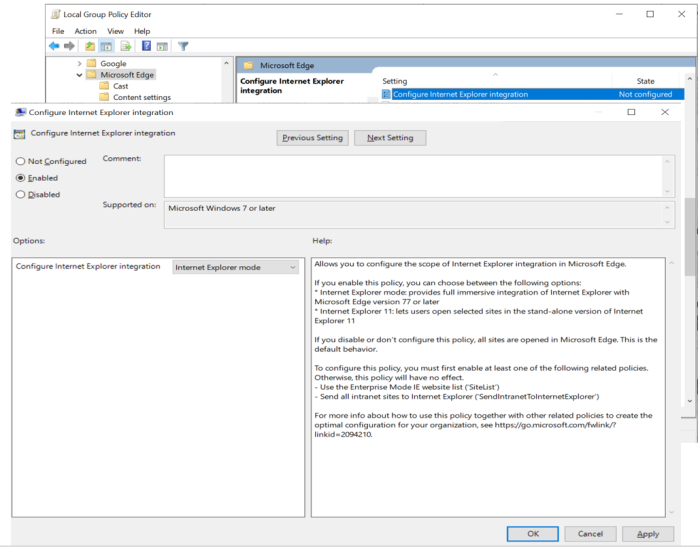 Local Group Policy Editor
File Action View Help
Google
Microsoft Edge
Cast
Content settings
Microsoft Edge
Configure Internet Explorer
integration
Setting State
Configure Internet Explorer integration Not configured
Configure Internet Explorer integration
Configure Internet Explorer integration
Previous Setting Next Setting
Not Configured Comment:
Enabled
Disabled
Supported on: Microsoft Windows 7 or later
Options: Help:
Configure Internet Explorer integration Internet Explorer mode
Allows you to configure the scope of Internet Explorer integration in Microsoft Edge.
If you enable this policy, you can choose between the following options:
* Internet Explorer mode: provides full immersive integration of Internet Explorer with
Microsoft Edge version 77 or later
* Internet Explorer 11: lets users open selected sites in the stand-alone version of Internet
Explorer 11
If you disable or don't configure this policy, all sites are opened in Microsoft Edge. This is the
default behavior.
To configure this policy, you must first enable at least one of the following related policies.
Otherwise, this policy will have no effect.
- Use the Enterprise Mode IE website list ('SiteList')
- Send all intranet sites to Internet Explorer ('SendIntranetToInternetExplorer')
For more info about how to use this policy together with other related policies to create the
optimal configuration for your organization, see https://go.microsoft.com/fwlink/?
linkid=2094210.
OK Cancel Apply